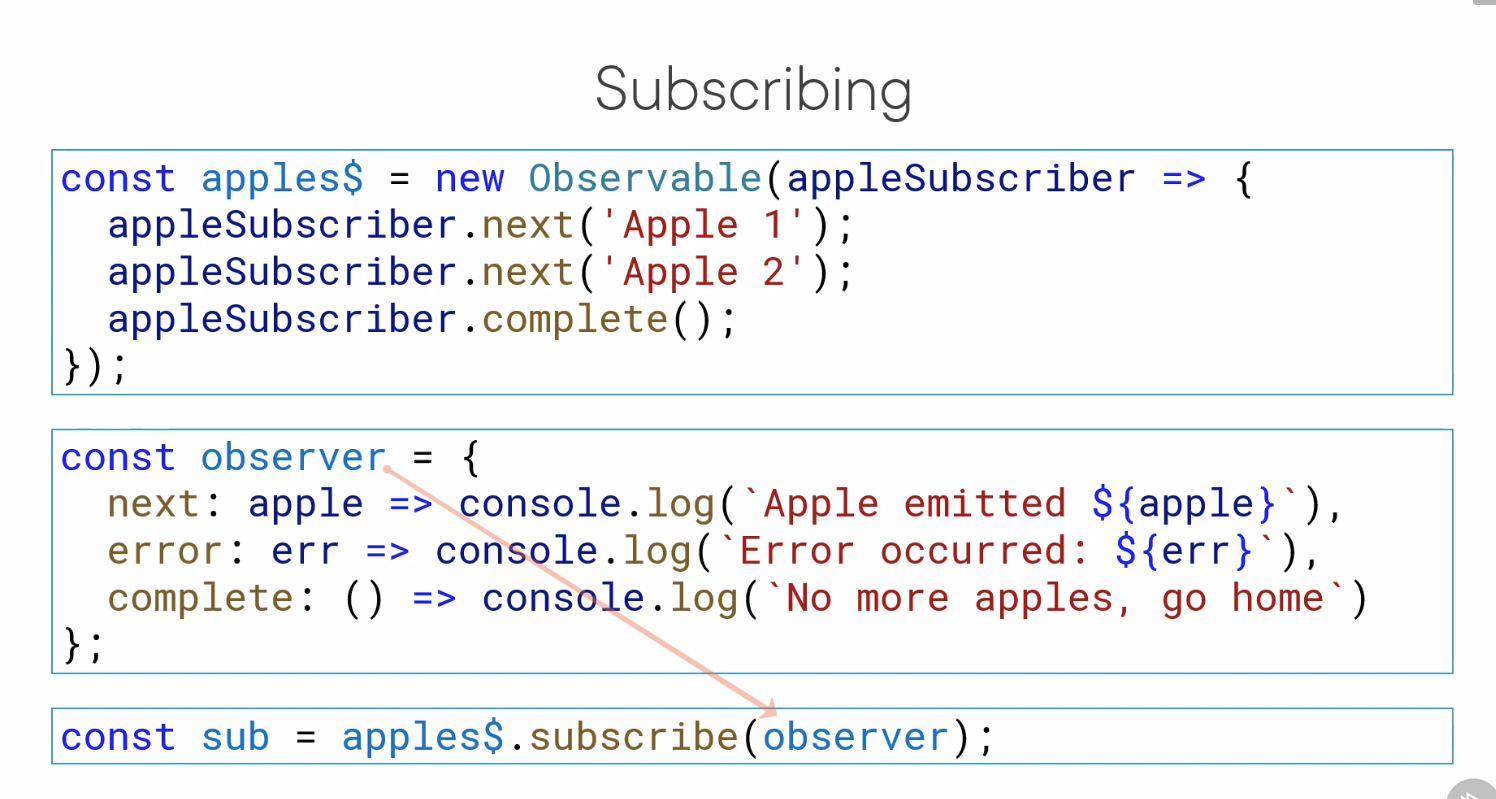 Subscribing
const apples$ = new Observable(appleSubscriber => {
  appleSubscriber.next('Apple 1');
  appleSubscriber.next('Apple 2');
  appleSubscriber.complete();
});
const observer = {
  next: apple => console.log(`Apple emitted ${apple}`),
  error: err => console.log(`Error occurred: ${err}`),
  complete: () => console.log(`No more apples, go home`)
};
const sub = apples$.subscribe(observer);